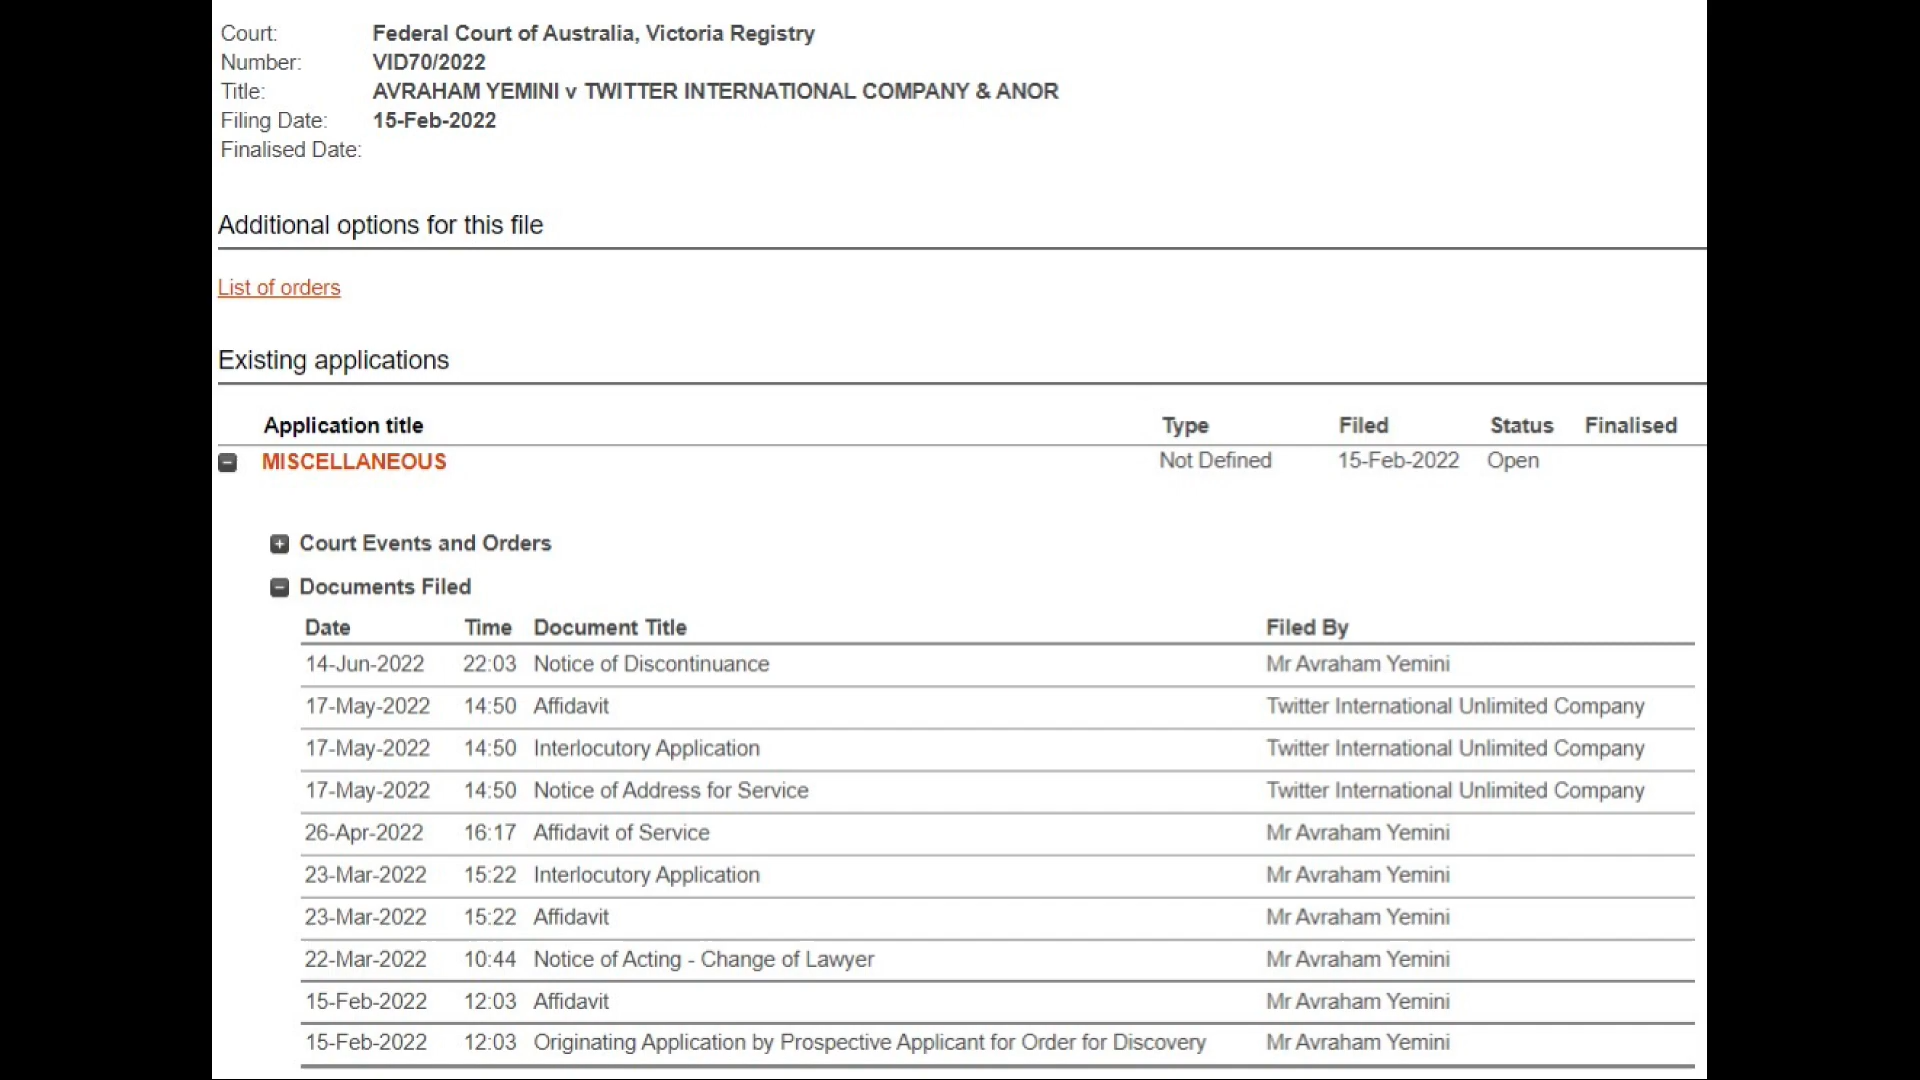 Court: Federal Court of Australia, Victoria Registry
Number: VID70/2022
Title: AVRAHAM YEMINI v TWITTER INTERNATIONAL COMPANY & ANOR
Filing Date: 15-Feb-2022
Finalised Date:
Additional options for this file
List of orders
Existing applications
Application title Type Filed Status Finalised
MISCELLANEOUS Not Defined 15-Feb-2022 Open
Court Events and Orders
Documents Filed
Date Time Document Title Filed By
14-Jun-2022 22:03 Notice of Discontinuance Mr Avraham Yemini
17-May-2022 14:50 Affidavit Twitter International Unlimited Company
17-May-2022 14:50 Interlocutory Application Twitter International Unlimited Company
17-May-2022 14:50 Notice of Address for Service Twitter International Unlimited Company
26-Apr-2022 16:17 Affidavit of Service Mr Avraham Yemini
23-Mar-2022 15:22 Interlocutory Application Mr Avraham Yemini
23-Mar-2022 15:22 Affidavit Mr Avraham Yemini
22-Mar-2022 10:44 Notice of Acting - Change of Lawyer Mr Avraham Yemini
15-Feb-2022 12:03 Affidavit Mr Avraham Yemini
15-Feb-2022 12:03 Originating Application by Prospective Applicant for Order for Discovery Mr Avraham Yemini